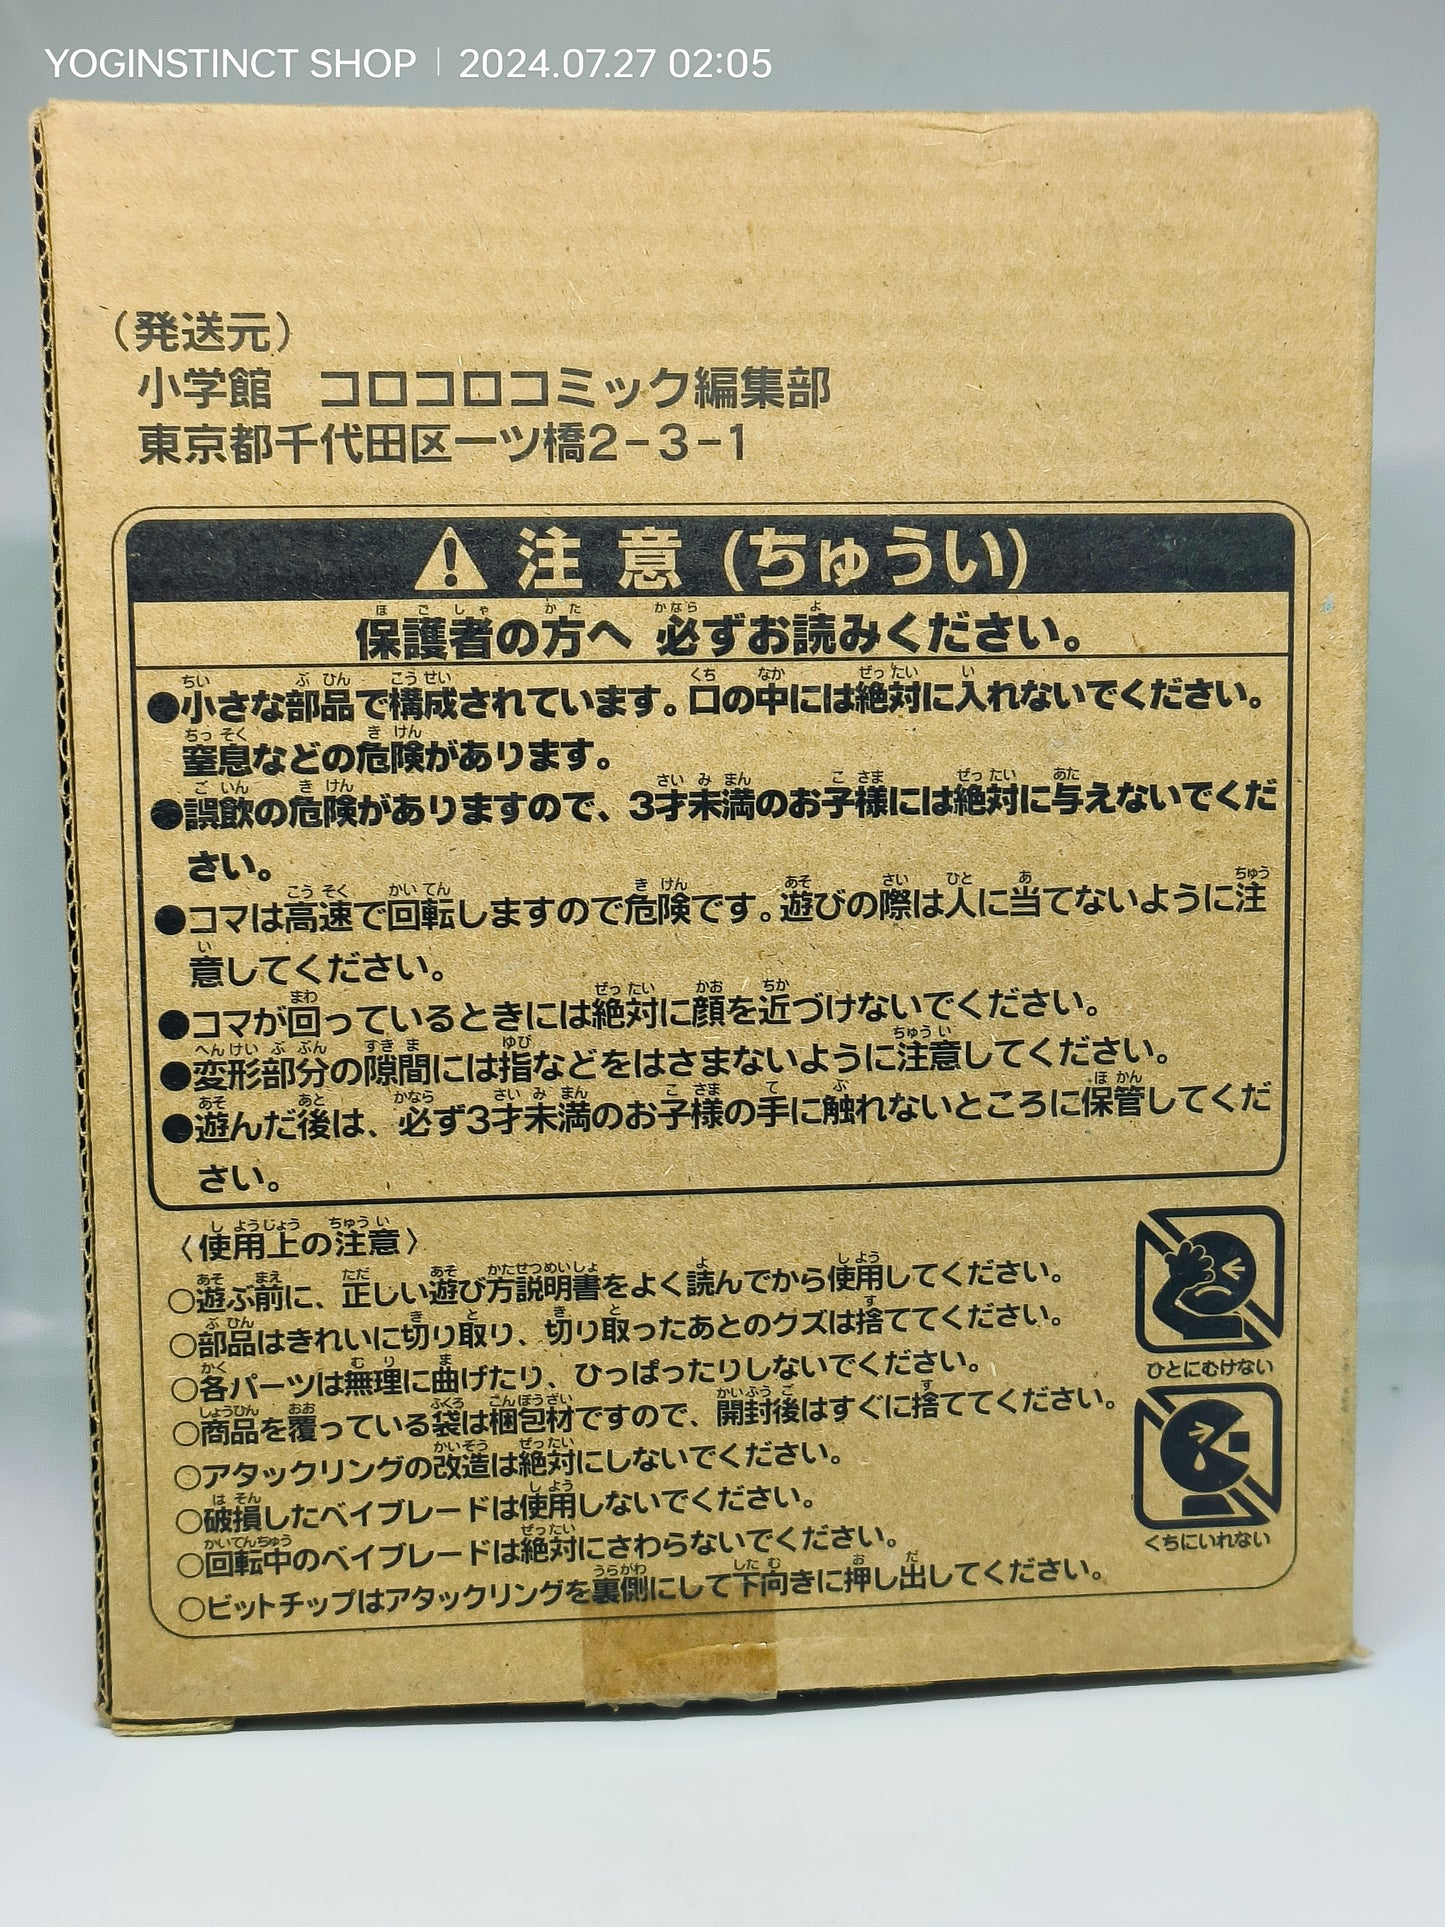 YOGINSTINCT SHOP | 2024.07.27 02:05
（発送元）
小学館　コロコロコミック編集部
東京都千代田区一ツ橋2-3-1
注意（ちゅうい）
保護者の方へ 必ずお読みください。
●小さな部品で構成されています。口の中には絶対に入れないでください。
窒息などの危険があります。
●誤飲の危険がありますので、3才未満のお子様には絶対に与えないでくだ
さい。
●コマは高速で回転しますので危険です。遊びの際は人に当てないように注
意してください。
●コマが回っているときには絶対に顔を近づけないでください。
●変形部分の隙間には指などをはさまないように注意してください。
●遊んだ後は、必ず3才未満のお子様の手に触れないところに保管してくだ
さい。
〈使用上の注意〉
○遊ぶ前に、正しい遊び方説明書をよく読んでから使用してください。
○部品はきれいに切り取り、切り取ったあとのクズは捨ててください。
○各パーツは無理に曲げたり、ひっぱったりしないでください。
○商品を覆っている袋は梱包材ですので、開封後はすぐに捨ててください。
○アタックリングの改造は絶対にしないでください。
○破損したベイブレードは使用しないでください。
○回転中のベイブレードは絶対にさわらないでください。
○ビットチップはアタックリングを裏側にして下向きに押し出してください。
ひとにむけない
くちにいれない